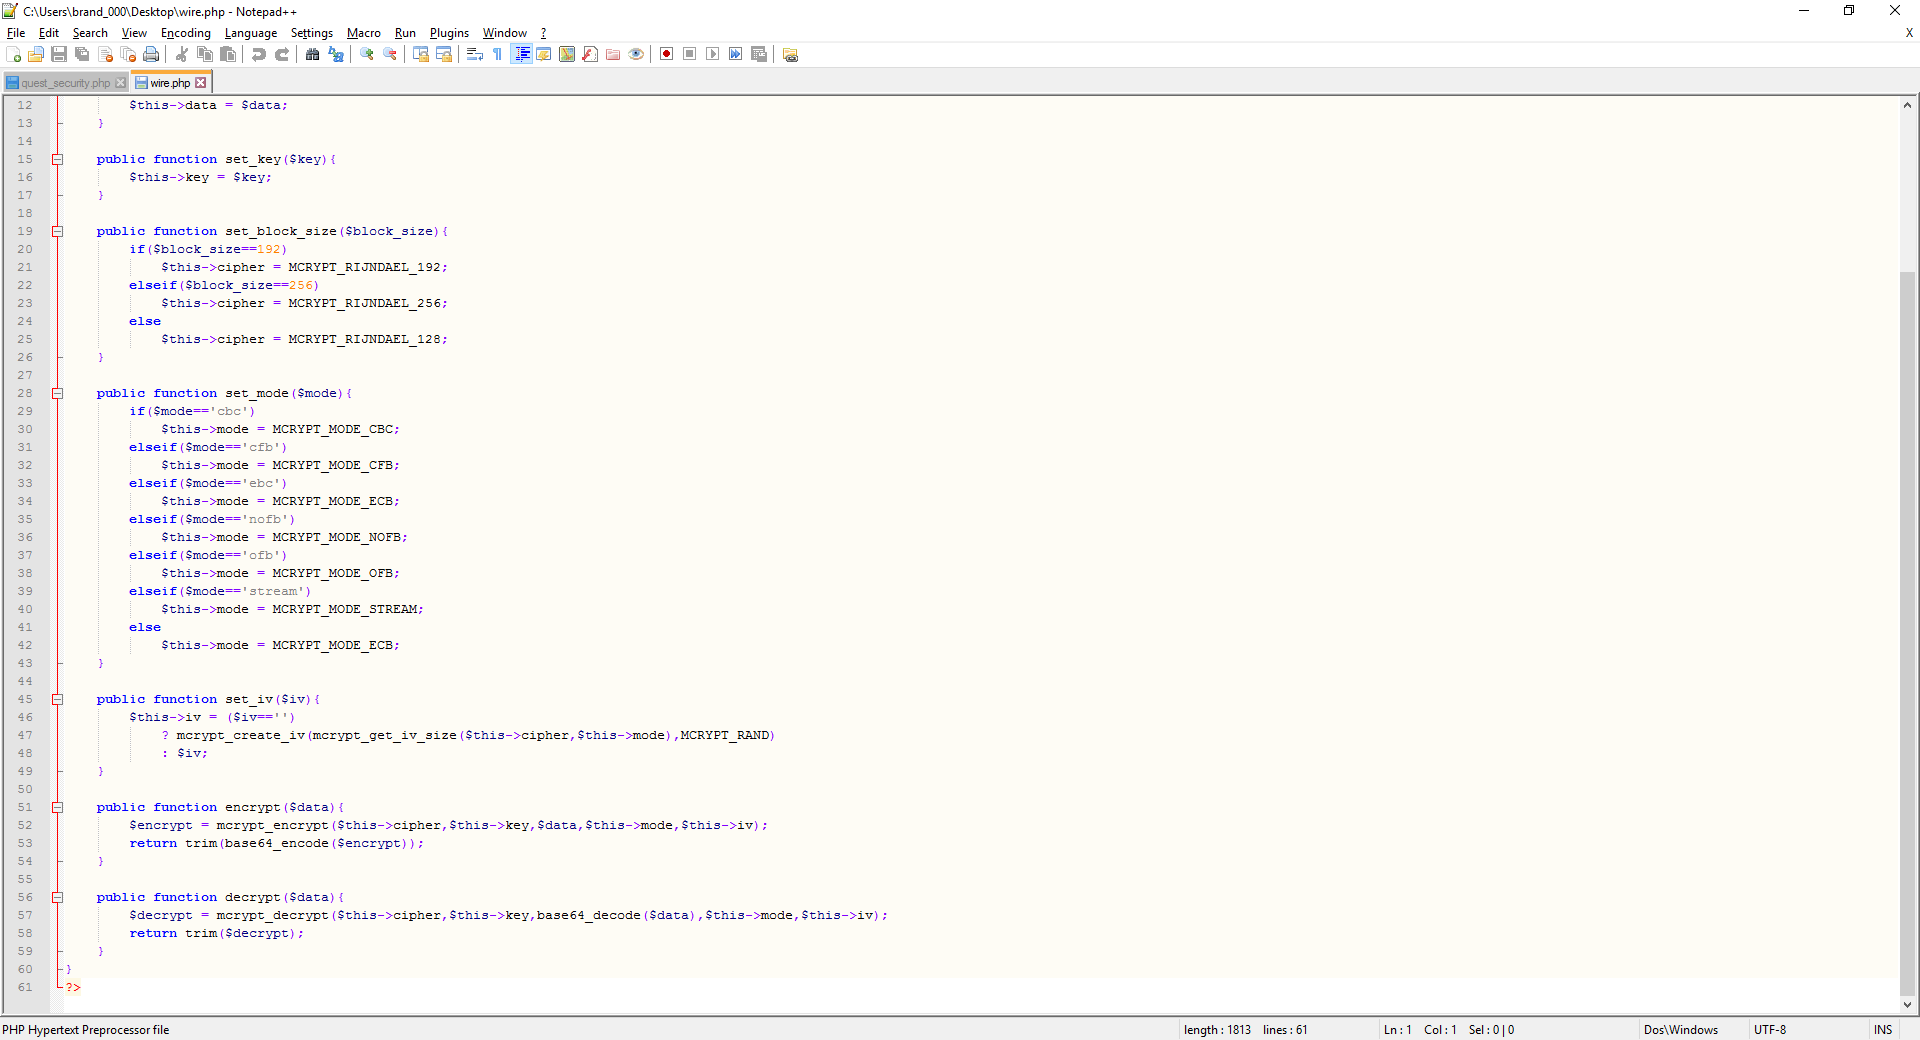 C:\Users\brand_000\Desktop\wire.php - Notepad++
File Edit Search View Encoding Language Settings Macro Run Plugins Window ? X
quest_security.php wire.php
12         $this->data = $data;
13     }
14
15     public function set_key($key){
16         $this->key = $key;
17     }
18
19     public function set_block_size($block_size){
20         if($block_size==192)
21             $this->cipher = MCRYPT_RIJNDAEL_192;
22         elseif($block_size==256)
23             $this->cipher = MCRYPT_RIJNDAEL_256;
24         else
25             $this->cipher = MCRYPT_RIJNDAEL_128;
26     }
27
28     public function set_mode($mode){
29         if($mode=='cbc')
30             $this->mode = MCRYPT_MODE_CBC;
31         elseif($mode=='cfb')
32             $this->mode = MCRYPT_MODE_CFB;
33         elseif($mode=='ebc')
34             $this->mode = MCRYPT_MODE_ECB;
35         elseif($mode=='nofb')
36             $this->mode = MCRYPT_MODE_NOFB;
37         elseif($mode=='ofb')
38             $this->mode = MCRYPT_MODE_OFB;
39         elseif($mode=='stream')
40             $this->mode = MCRYPT_MODE_STREAM;
41         else
42             $this->mode = MCRYPT_MODE_ECB;
43     }
44
45     public function set_iv($iv){
46         $this->iv = ($iv=='')
47             ? mcrypt_create_iv(mcrypt_get_iv_size($this->cipher,$this->mode),MCRYPT_RAND)
48             : $iv;
49     }
50
51     public function encrypt($data){
52         $encrypt = mcrypt_encrypt($this->cipher,$this->key,$data,$this->mode,$this->iv);
53         return trim(base64_encode($encrypt));
54     }
55
56     public function decrypt($data){
57         $decrypt = mcrypt_decrypt($this->cipher,$this->key,base64_decode($data),$this->mode,$this->iv);
58         return trim($decrypt);
59     }
60 }
61 ?>
PHP Hypertext Preprocessor file length : 1813 lines : 61 Ln : 1 Col : 1 Sel : 0 | 0 Dos\Windows UTF-8 INS